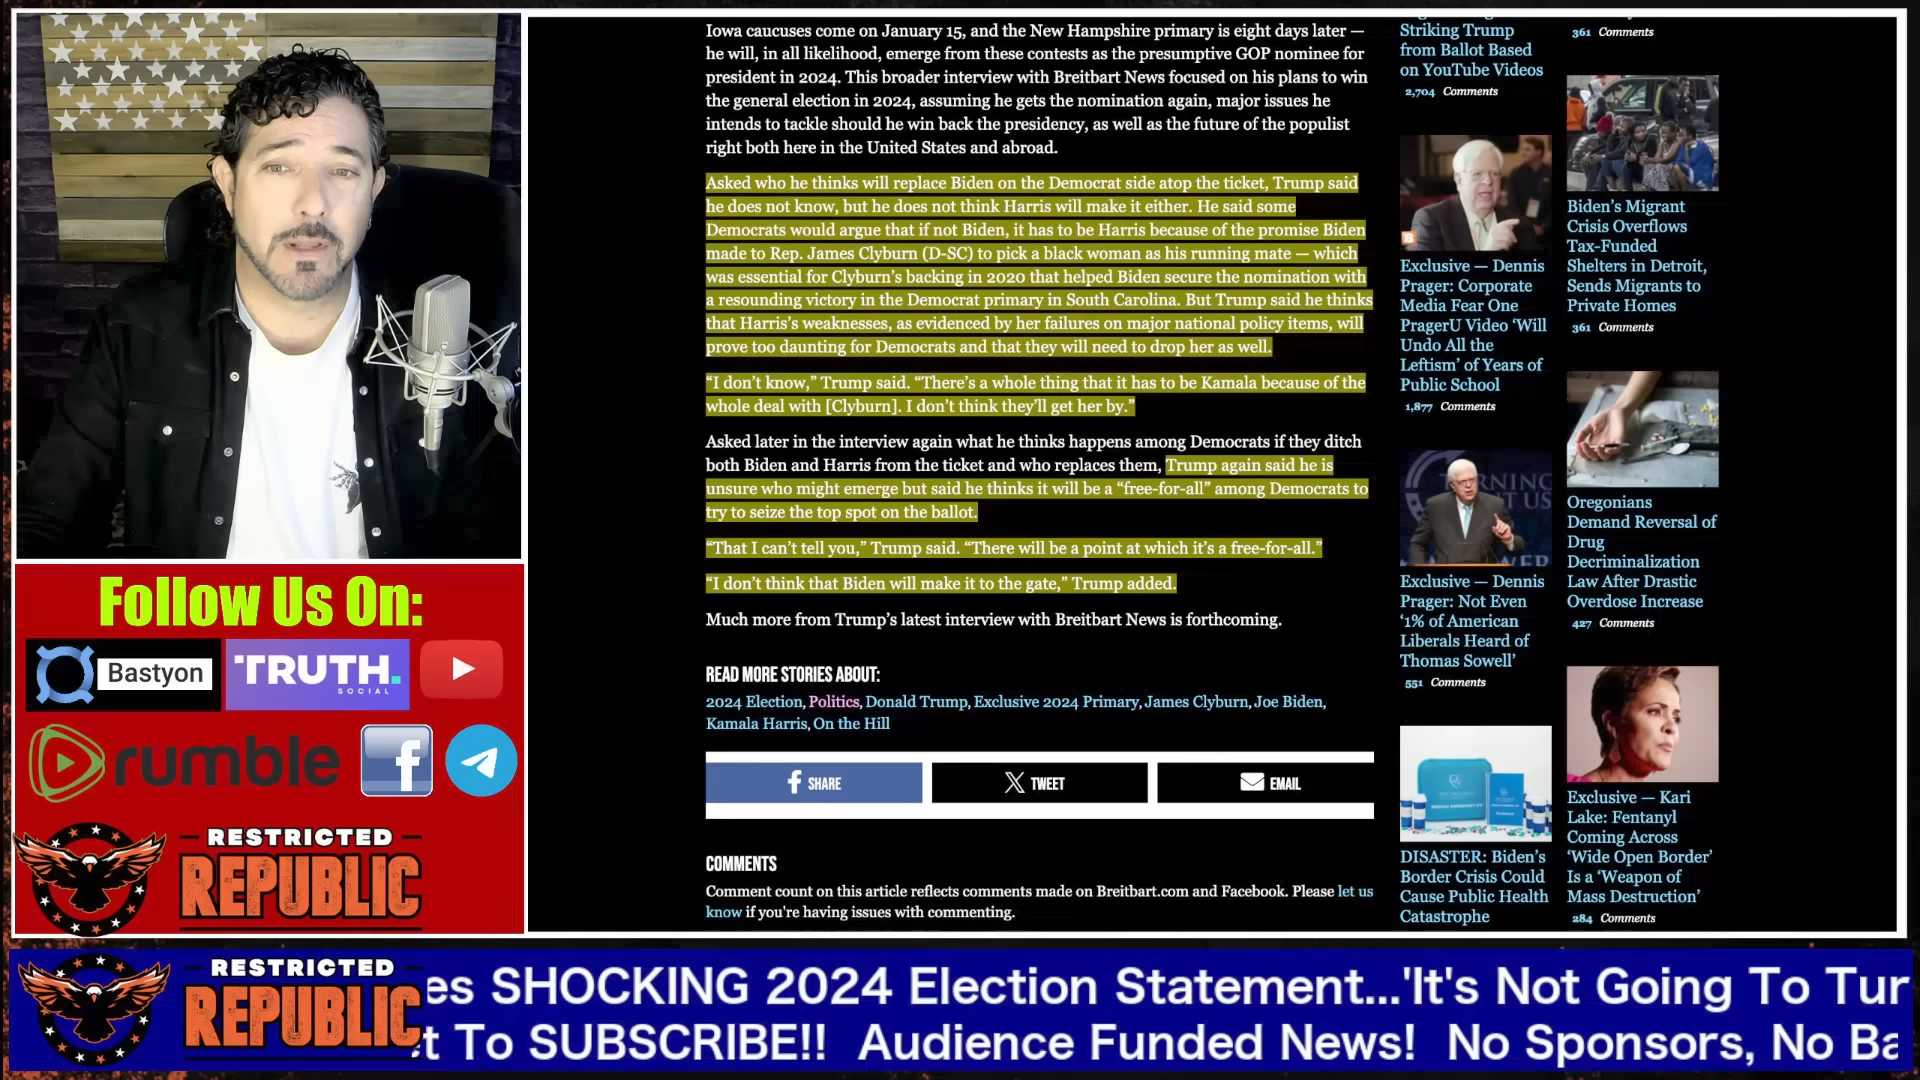 Iowa caucuses come on January 15, and the New Hampshire primary is eight days later —
he will, in all likelihood, emerge from these contests as the presumptive GOP nominee for
president in 2024. This broader interview with Breitbart News focused on his plans to win
the general election in 2024, assuming he gets the nomination again, major issues he
intends to tackle should he win back the presidency, as well as the future of the populist
right both here in the United States and abroad.
Asked who he thinks will replace Biden on the Democrat side atop the ticket, Trump said
he does not know, but he does not think Harris will make it either. He said some
Democrats would argue that if not Biden, it has to be Harris because of the promise Biden
made to Rep. James Clyburn (D-SC) to pick a black woman as his running mate — which
was essential for Clyburn's backing in 2020 that helped Biden secure the nomination with
a resounding victory in the Democrat primary in South Carolina. But Trump said he thinks
that Harris's weaknesses, as evidenced by her failures on major national policy items, will
prove too daunting for Democrats and that they will need to drop her as well.
“I don't know,” Trump said. “There's a whole thing that it has to be Kamala because of the
whole deal with [Clyburn]. I don't think they'll get her by.”
Asked later in the interview again what he thinks happens among Democrats if they ditch
both Biden and Harris from the ticket and who replaces them, Trump again said he is
unsure who might emerge but said he thinks it will be a “free-for-all” among Democrats to
try to seize the top spot on the ballot.
“That I can't tell you,” Trump said. “There will be a point at which it's a free-for-all.”
“I don't think that Biden will make it to the gate,” Trump added.
Much more from Trump's latest interview with Breitbart News is forthcoming.
READ MORE STORIES ABOUT:
2024 Election, Politics, Donald Trump, Exclusive 2024 Primary, James Clyburn, Joe Biden,
Kamala Harris, On the Hill
SHARE
TWEET
EMAIL
COMMENTS
Comment count on this article reflects comments made on Breitbart.com and Facebook. Please let us
know if you're having issues with commenting.
Striking Trump
from Ballot Based
on YouTube Videos
2,704 Comments
Exclusive — Dennis
Prager: Corporate
Media Fear One
PragerU Video ‘Will
Undo All the
Leftism’ of Years of
Public School
1,877 Comments
Exclusive — Dennis
Prager: Not Even
‘1% of American
Liberals Heard of
Thomas Sowell’
551 Comments
DISASTER: Biden's
Border Crisis Could
Cause Public Health
Catastrophe
361 Comments
Biden's Migrant
Crisis Overflows
Tax-Funded
Shelters in Detroit,
Sends Migrants to
Private Homes
361 Comments
Oregonians
Demand Reversal of
Drug
Decriminalization
Law After Drastic
Overdose Increase
427 Comments
Exclusive — Kari
Lake: Fentanyl
Coming Across
‘Wide Open Border’
Is a ‘Weapon of
Mass Destruction’
284 Comments
Follow Us On:
Bastyon
TRUTH.
SOCIAL
rumble
RESTRICTED
REPUBLIC
RESTRICTED
REPUBLIC
es SHOCKING 2024 Election Statement...'It's Not Going To Tur
t To SUBSCRIBE!! Audience Funded News! No Sponsors, No Ba